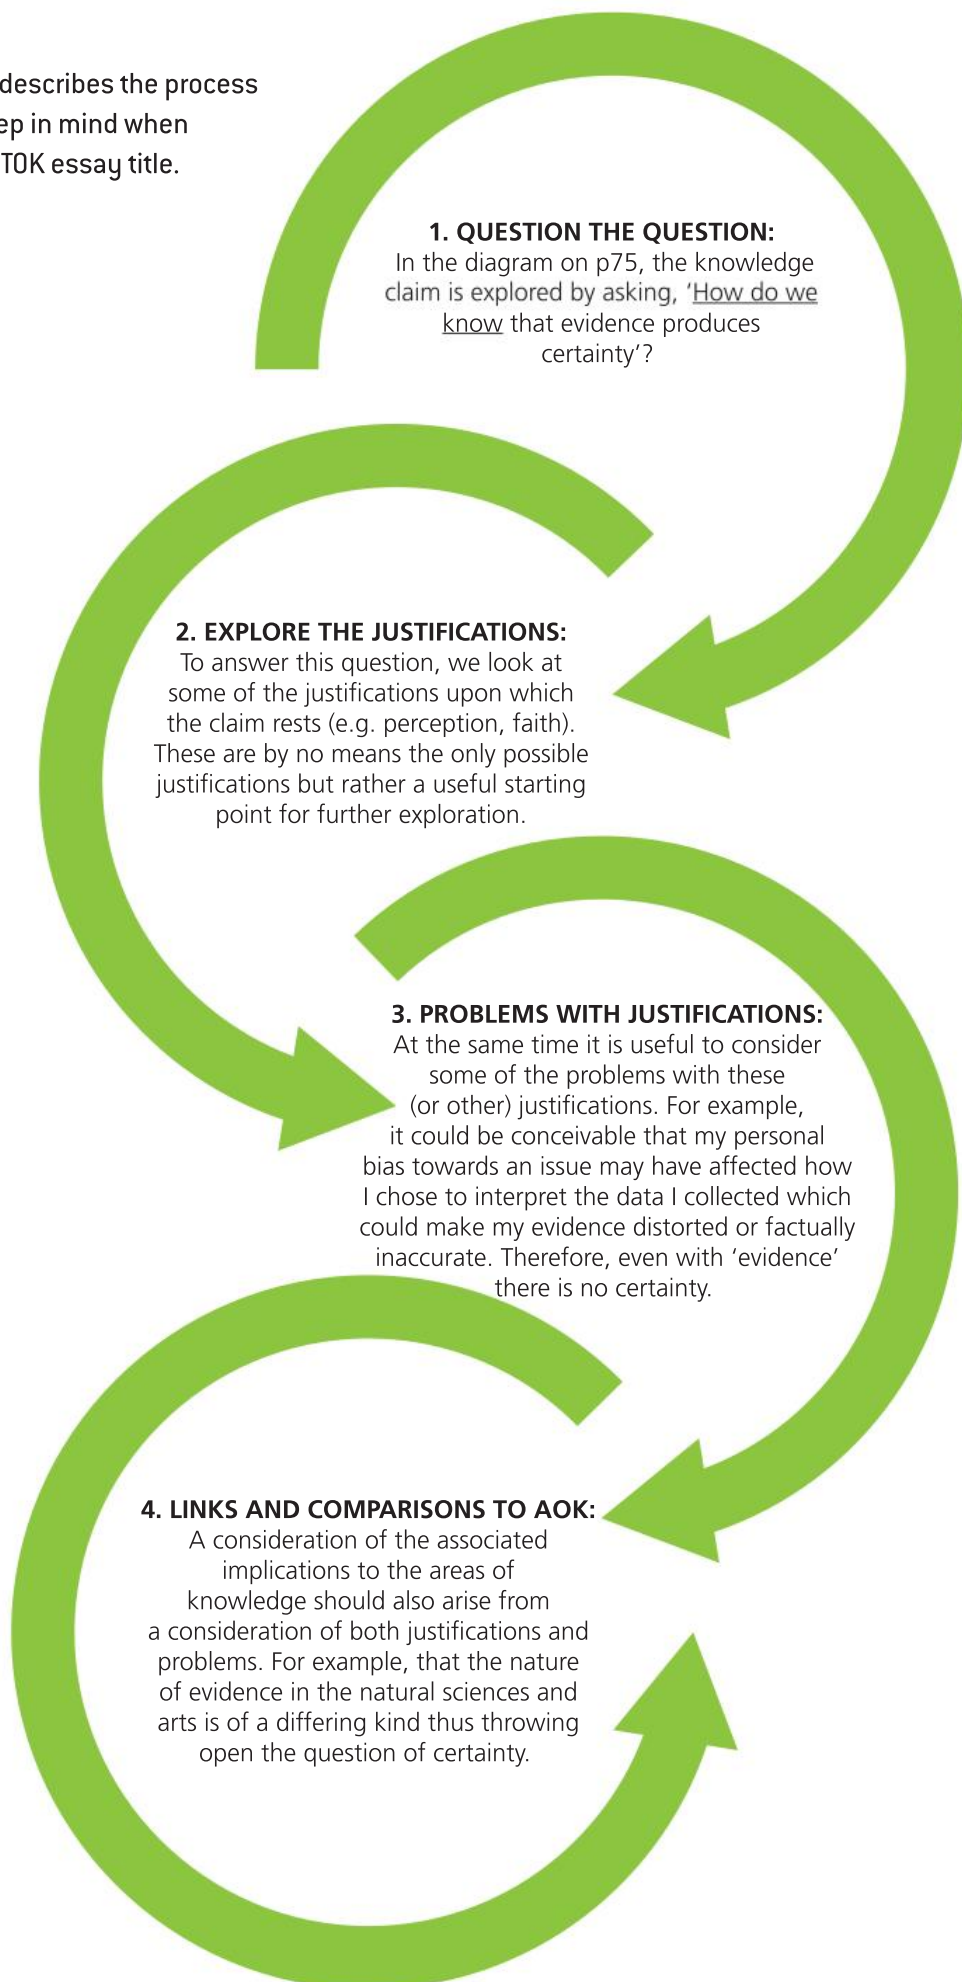 describes the process
ep in mind when
TOK essay title.
1. QUESTION THE QUESTION:
In the diagram on p75, the knowledge
claim is explored by asking, ‘How do we
know that evidence produces
certainty’?
2. EXPLORE THE JUSTIFICATIONS:
To answer this question, we look at
some of the justifications upon which
the claim rests (e.g. perception, faith).
These are by no means the only possible
justifications but rather a useful starting
point for further exploration.
3. PROBLEMS WITH JUSTIFICATIONS:
At the same time it is useful to consider
some of the problems with these
(or other) justifications. For example,
it could be conceivable that my personal
bias towards an issue may have affected how
I chose to interpret the data I collected which
could make my evidence distorted or factually
inaccurate. Therefore, even with ‘evidence’
there is no certainty.
4. LINKS AND COMPARISONS TO AOK:
A consideration of the associated
implications to the areas of
knowledge should also arise from
a consideration of both justifications and
problems. For example, that the nature
of evidence in the natural sciences and
arts is of a differing kind thus throwing
open the question of certainty.